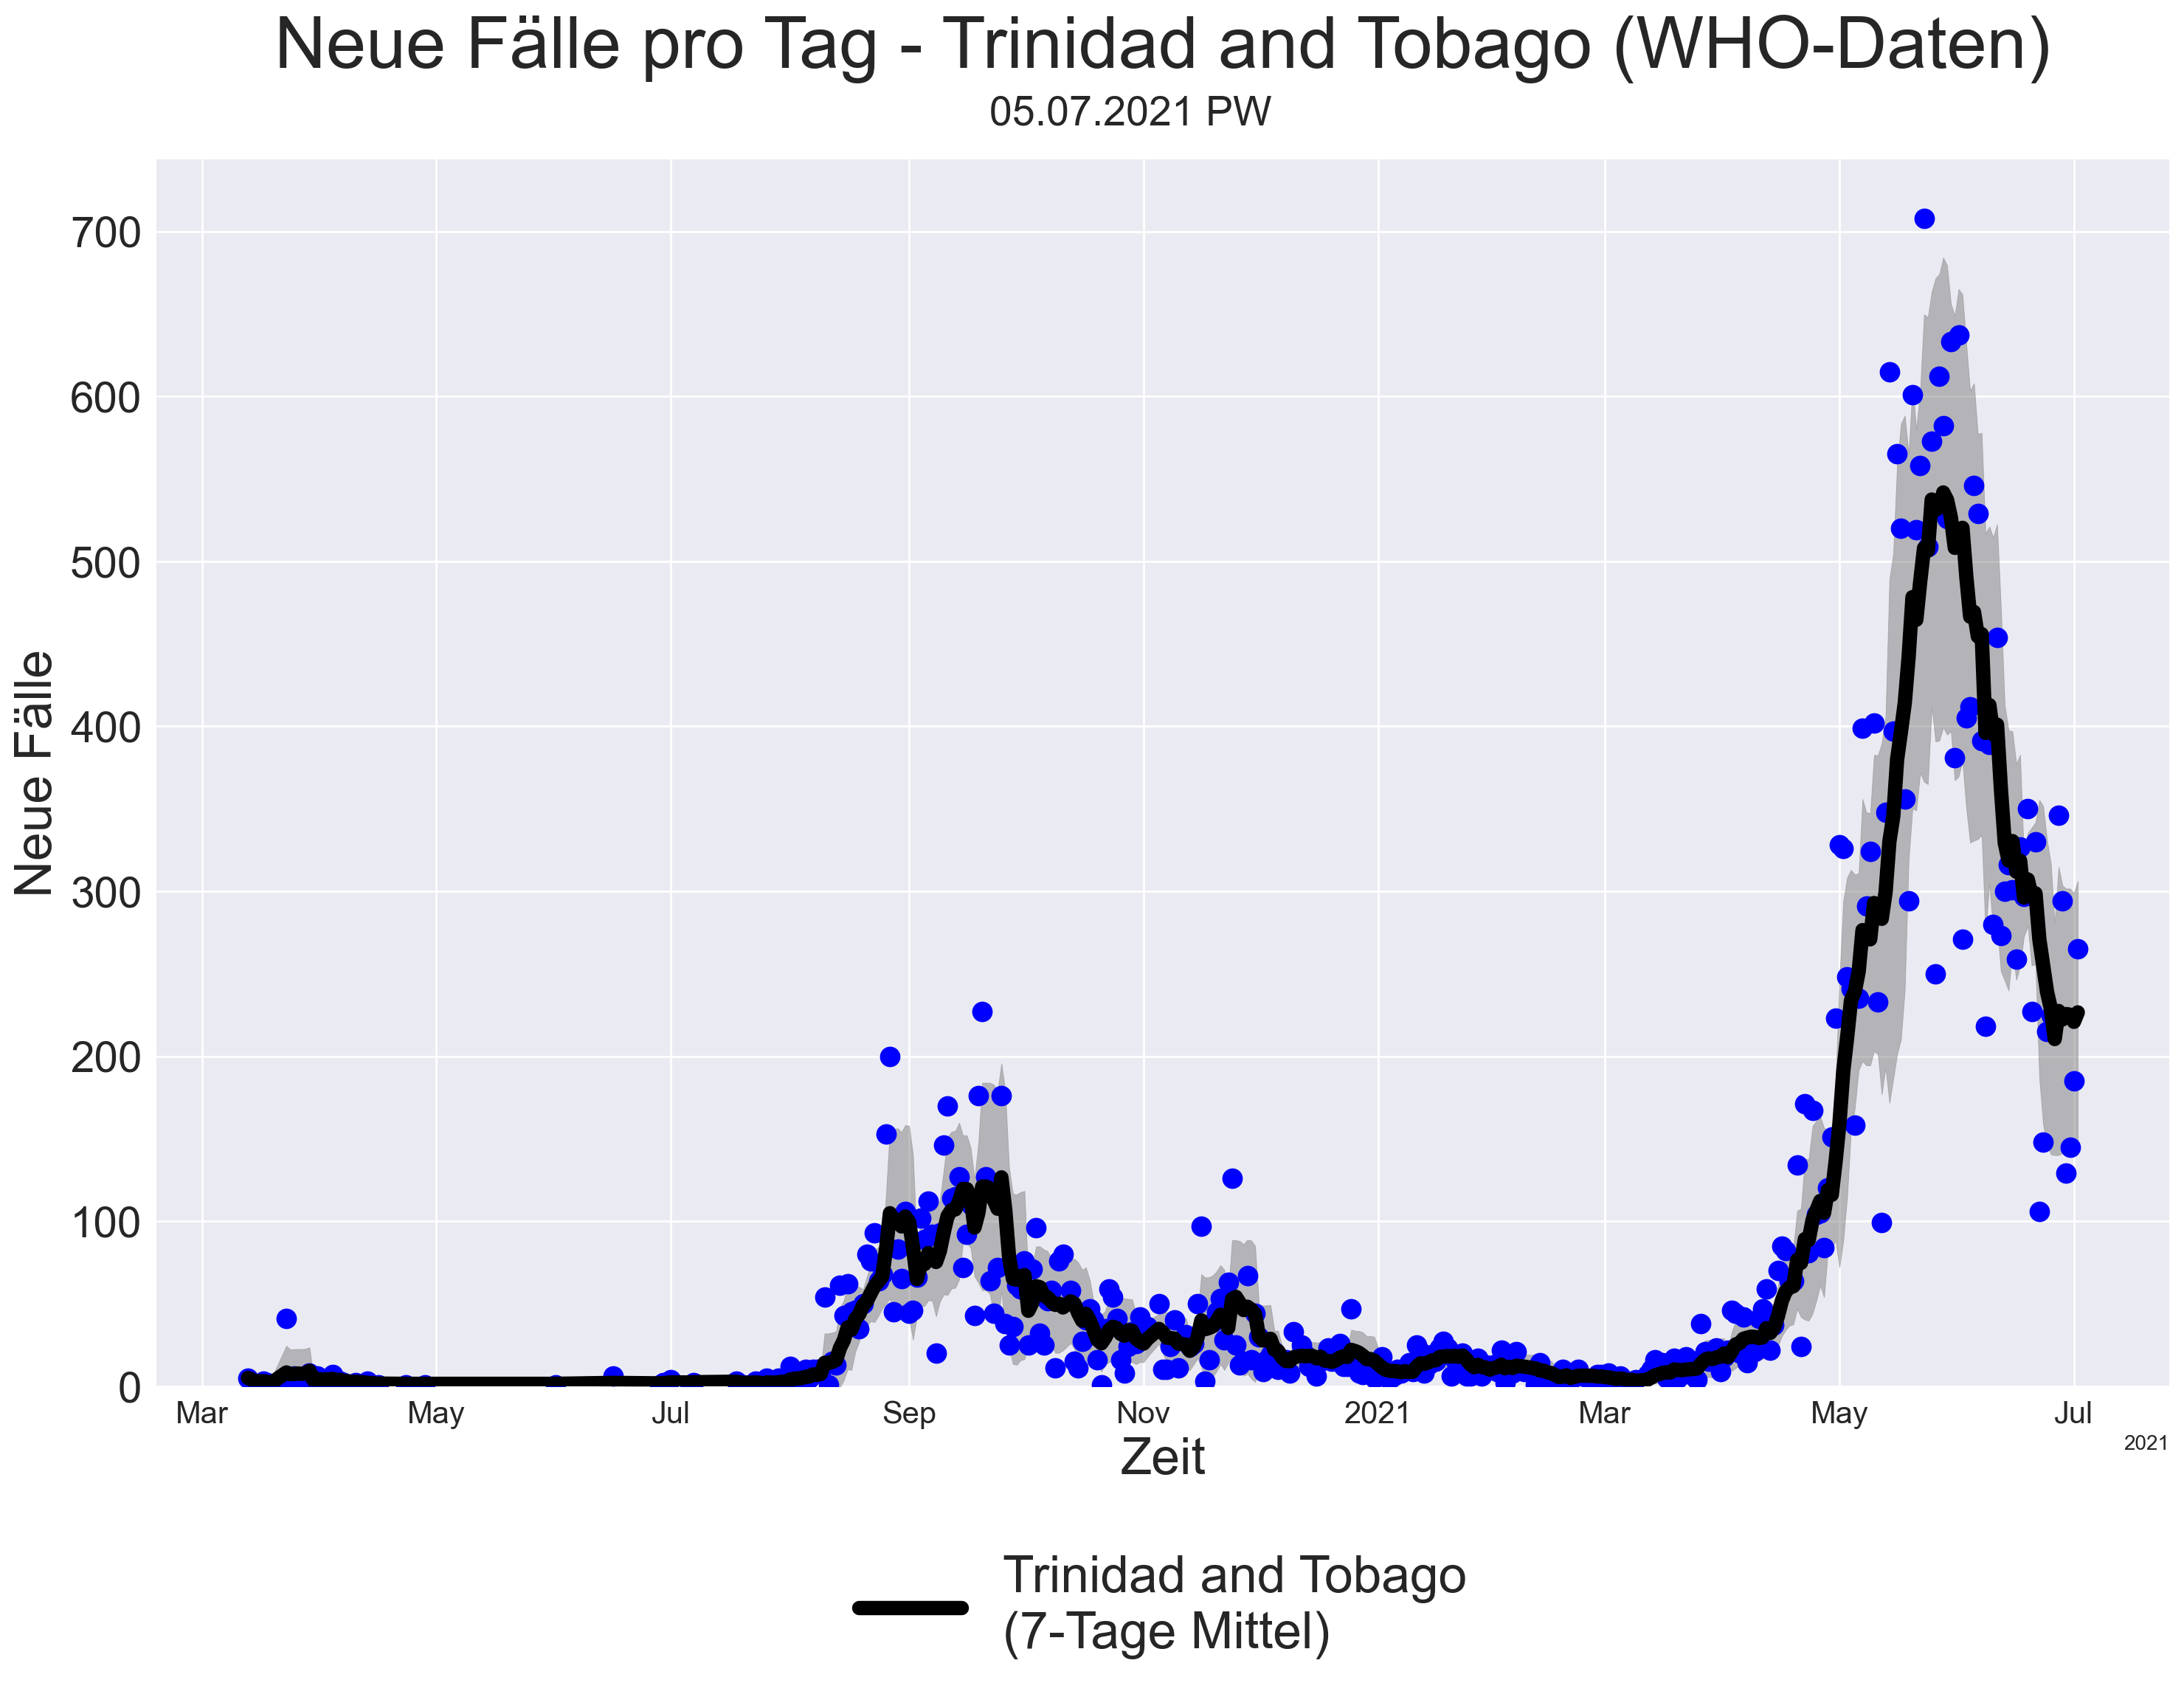 Neue Fälle pro Tag - Trinidad and Tobago (WHO-Daten)
05.07.2021 PW
Neue Fälle
700
600
500
400
300
200
100
0
Mar May Jul Sep Nov 2021 Mar May Jul
2021
Zeit
Trinidad and Tobago
(7-Tage Mittel)